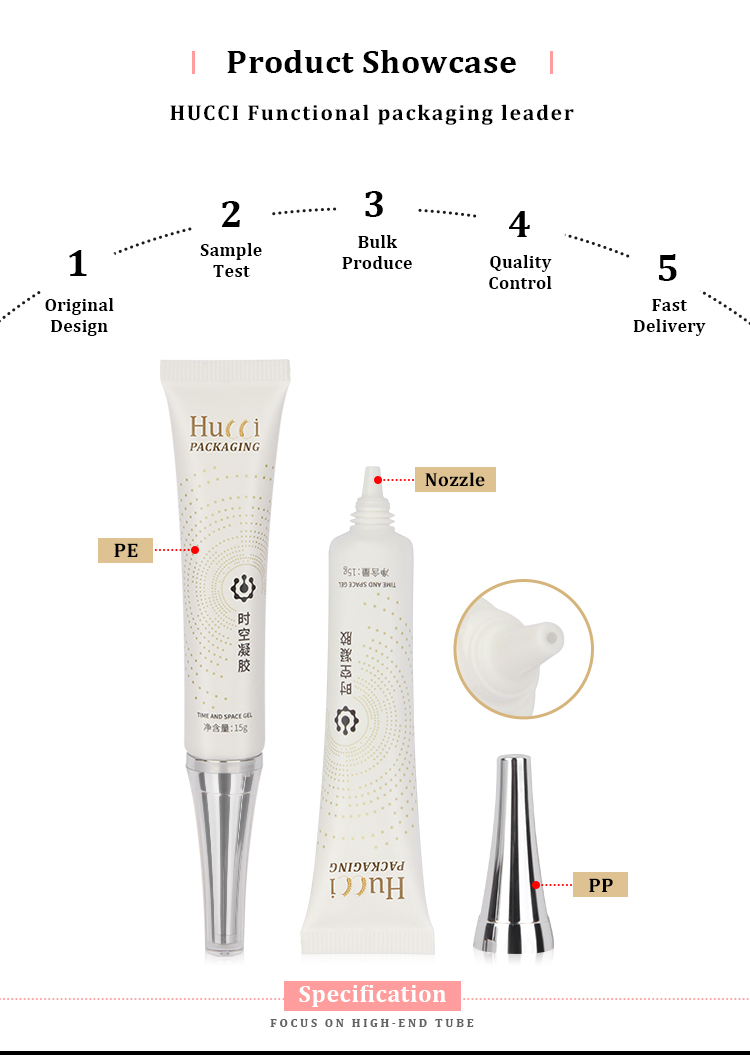 Product Showcase
HUCCI Functional packaging leader
1
Original
Design
2
Sample
Test
3
Bulk
Produce
4
Quality
Control
5
Fast
Delivery
Hucci
PACKAGING
时空凝胶
TIME AND SPACE GEL
净含量:15g
PE
Nozzle
净含量:15g
TIME AND SPACE GEL
时空凝胶
Hucci
PACKAGING
PP
Specification
FOCUS ON HIGH-END TUBE